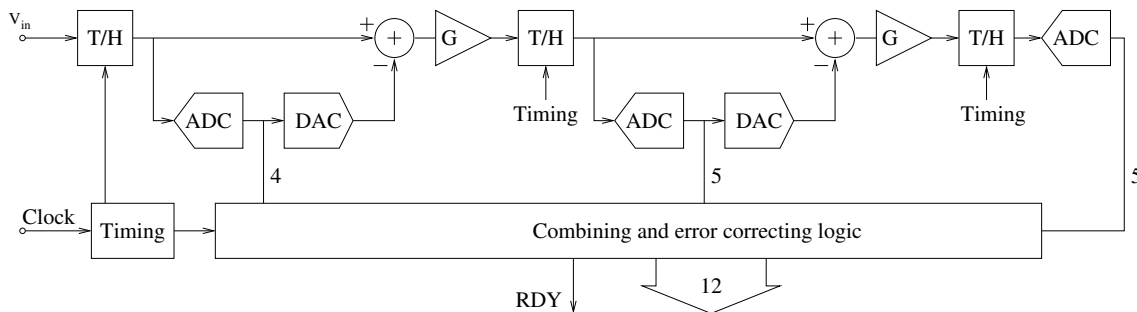 V_in
T/H
+
+
−
G
T/H
+
+
−
G
T/H
ADC
ADC
DAC
Timing
ADC
DAC
Timing
4
5
5
Clock
Timing
Combining and error correcting logic
RDY
12